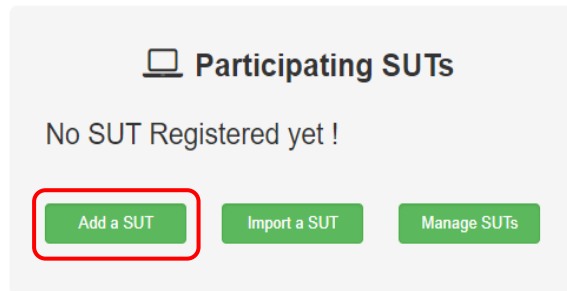 Participating SUTs
No SUT Registered yet !
Add a SUT Import a SUT Manage SUTs